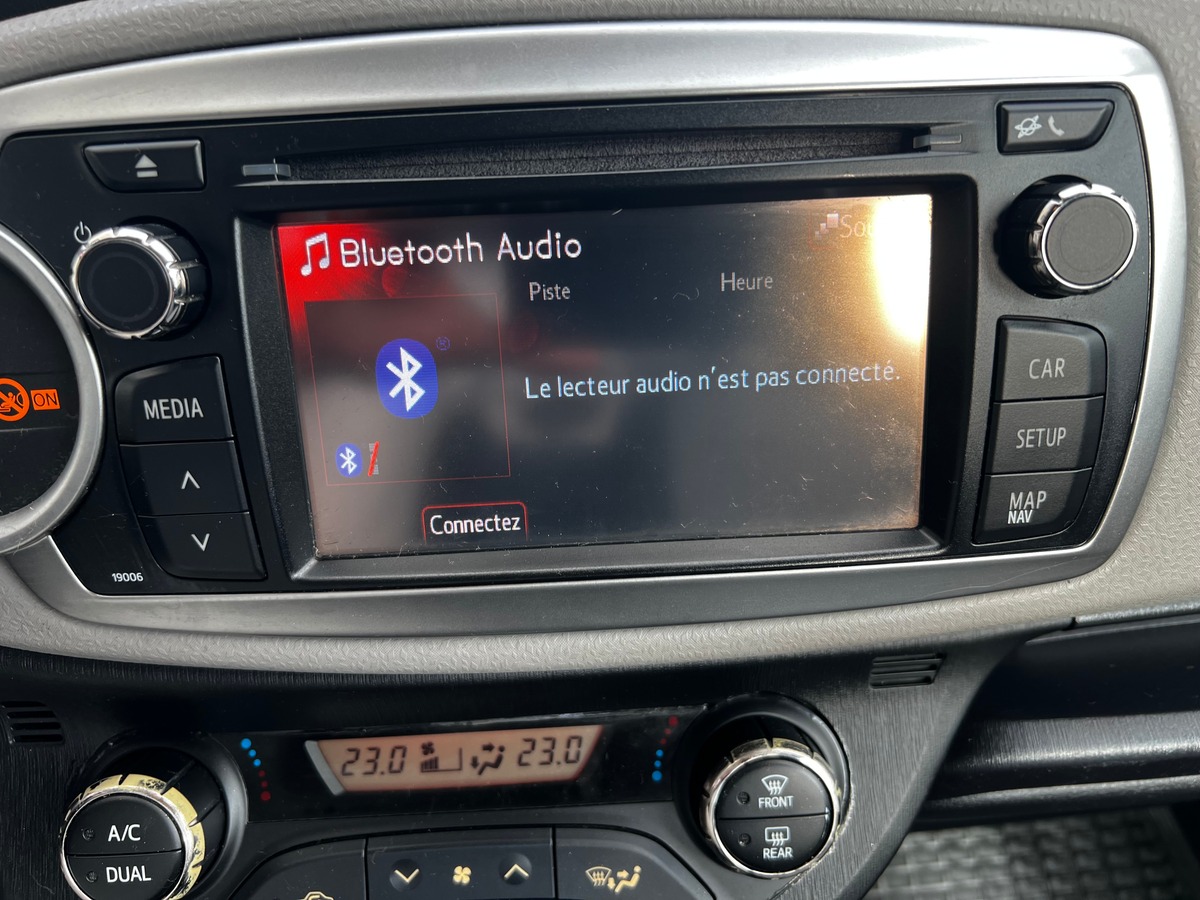 Bluetooth Audio
Piste
Heure
®
Le lecteur audio n'est pas connecté.
Connectez
MEDIA
ON
19006
CAR
SETUP
MAP
NAV
23.0
23.0
A/C
DUAL
FRONT
REAR